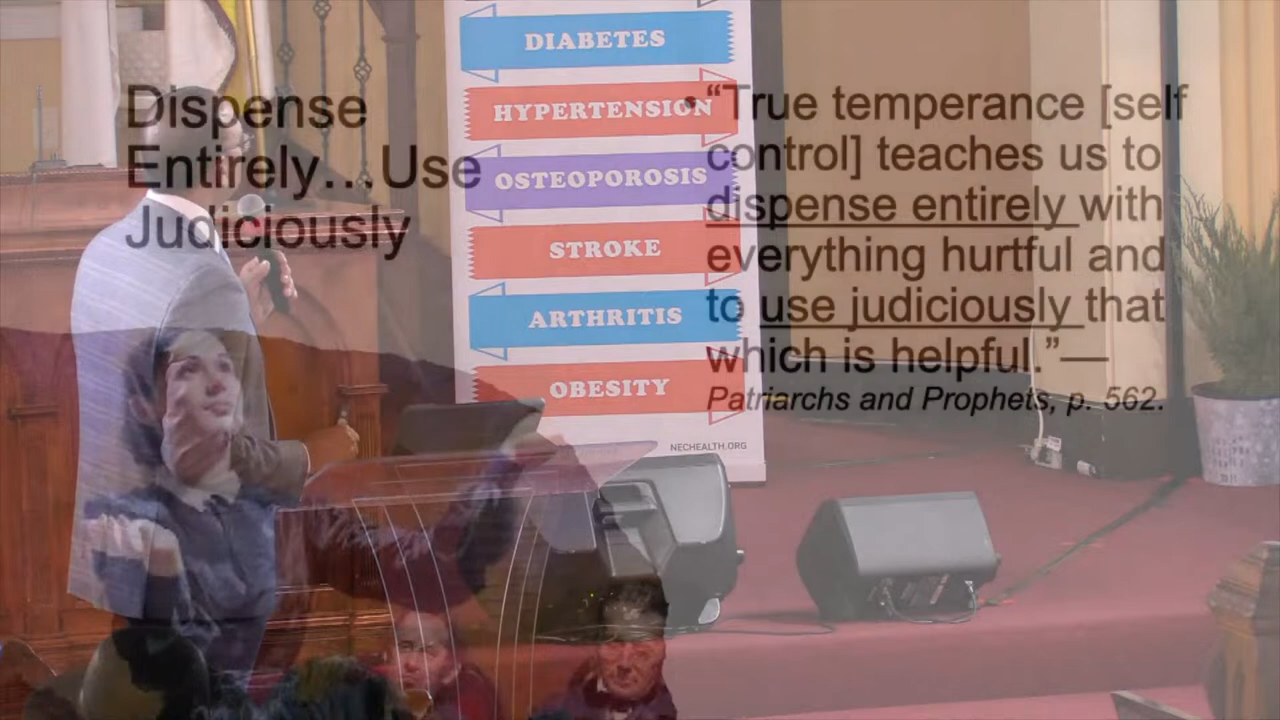 Dispense
Entirely…Use
Judiciously
DIABETES
HYPERTENSION
OSTEOPOROSIS
STROKE
ARTHRITIS
OBESITY
NECHEALTH.ORG
• “True temperance [self
control] teaches us to
dispense entirely with
everything hurtful and
to use judiciously that
which is helpful.”—
Patriarchs and Prophets, p. 562.